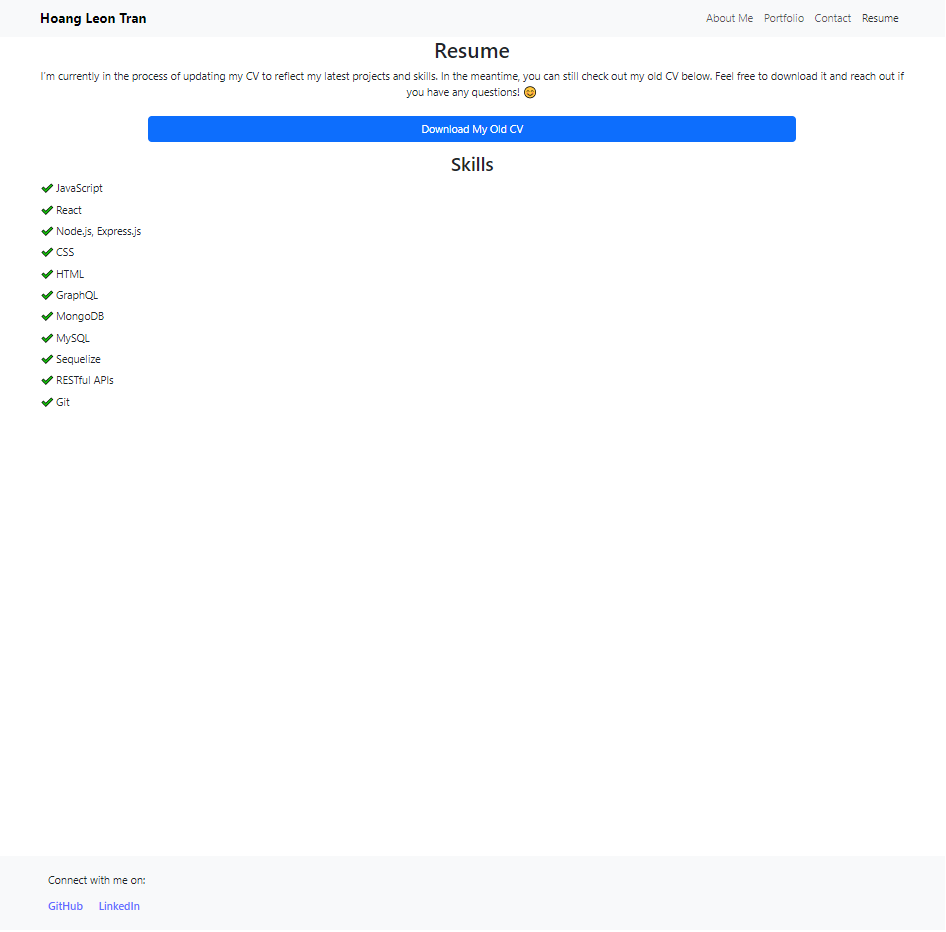 Hoang Leon Tran
About Me Portfolio Contact Resume
Resume
I'm currently in the process of updating my CV to reflect my latest projects and skills. In the meantime, you can still check out my old CV below. Feel free to download it and reach out if
you have any questions! 😊
Download My Old CV
Skills
✔ JavaScript
✔ React
✔ Node.js, Express.js
✔ CSS
✔ HTML
✔ GraphQL
✔ MongoDB
✔ MySQL
✔ Sequelize
✔ RESTful APIs
✔ Git
Connect with me on:
GitHub LinkedIn